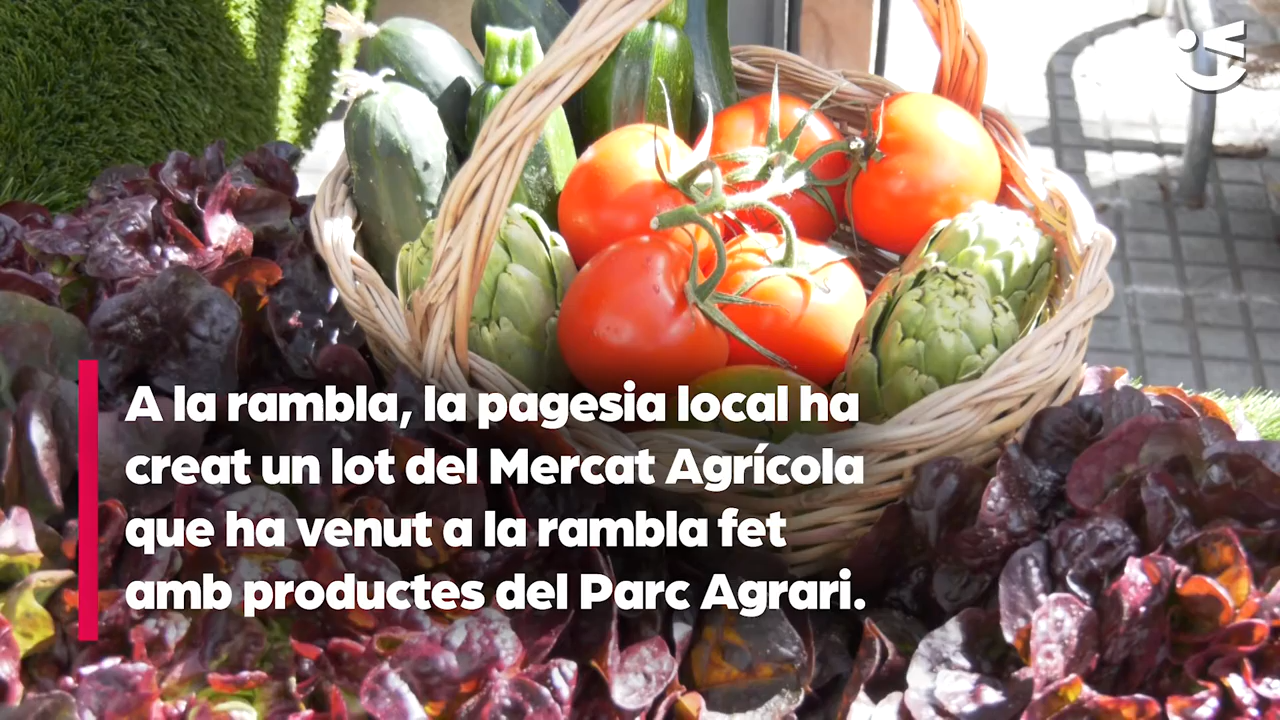 A la rambla, la pagesia local ha
creat un lot del Mercat Agrícola
que ha venut a la rambla fet
amb productes del Parc Agrari.